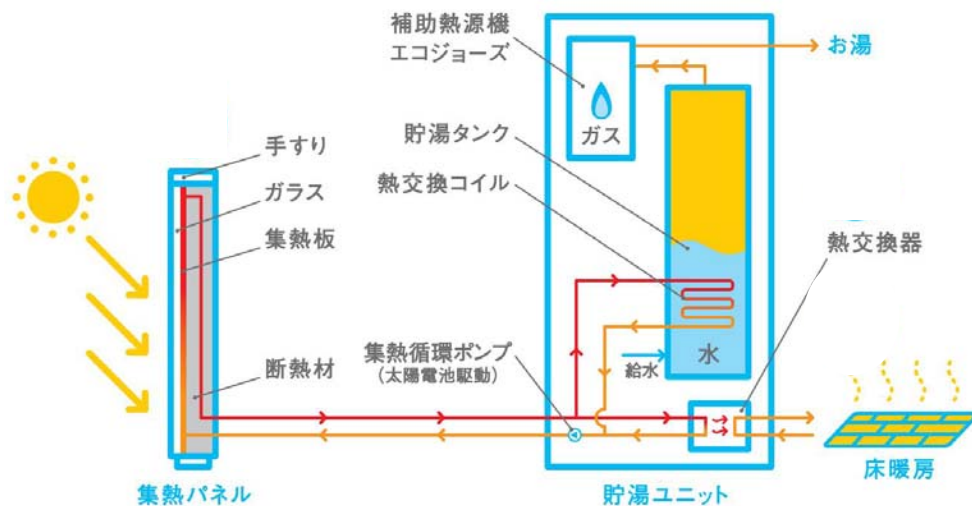 補助熱源機
エコジョーズ
お湯
ガス
手すり
ガラス
集熱板
断熱材
集熱パネル
貯湯タンク
熱交換コイル
熱交換器
集熱循環ポンプ
(太陽電池駆動)
給水
水
床暖房
貯湯ユニット